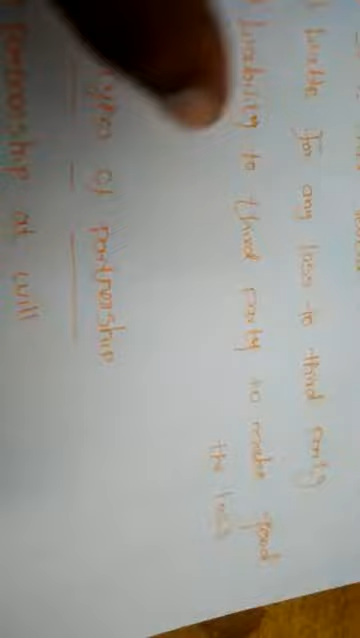 liable for any loss to third party
liability to third party to make good
the loss
types of partnership
partnership at will